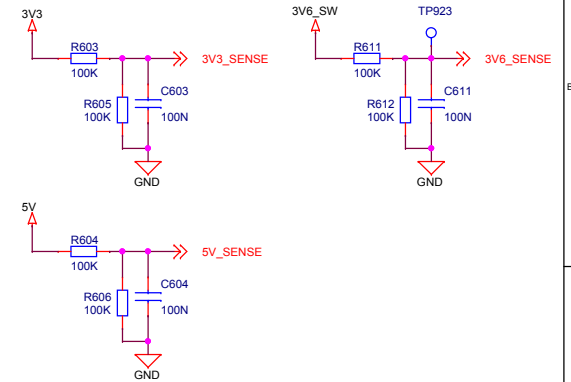 3V3
R603
100K
3V3_SENSE
R605
100K
C603
100N
GND
3V6_SW
TP923
R611
100K
3V6_SENSE
R612
100K
C611
100N
GND
E
5V
R604
100K
5V_SENSE
R606
100K
C604
100N
GND